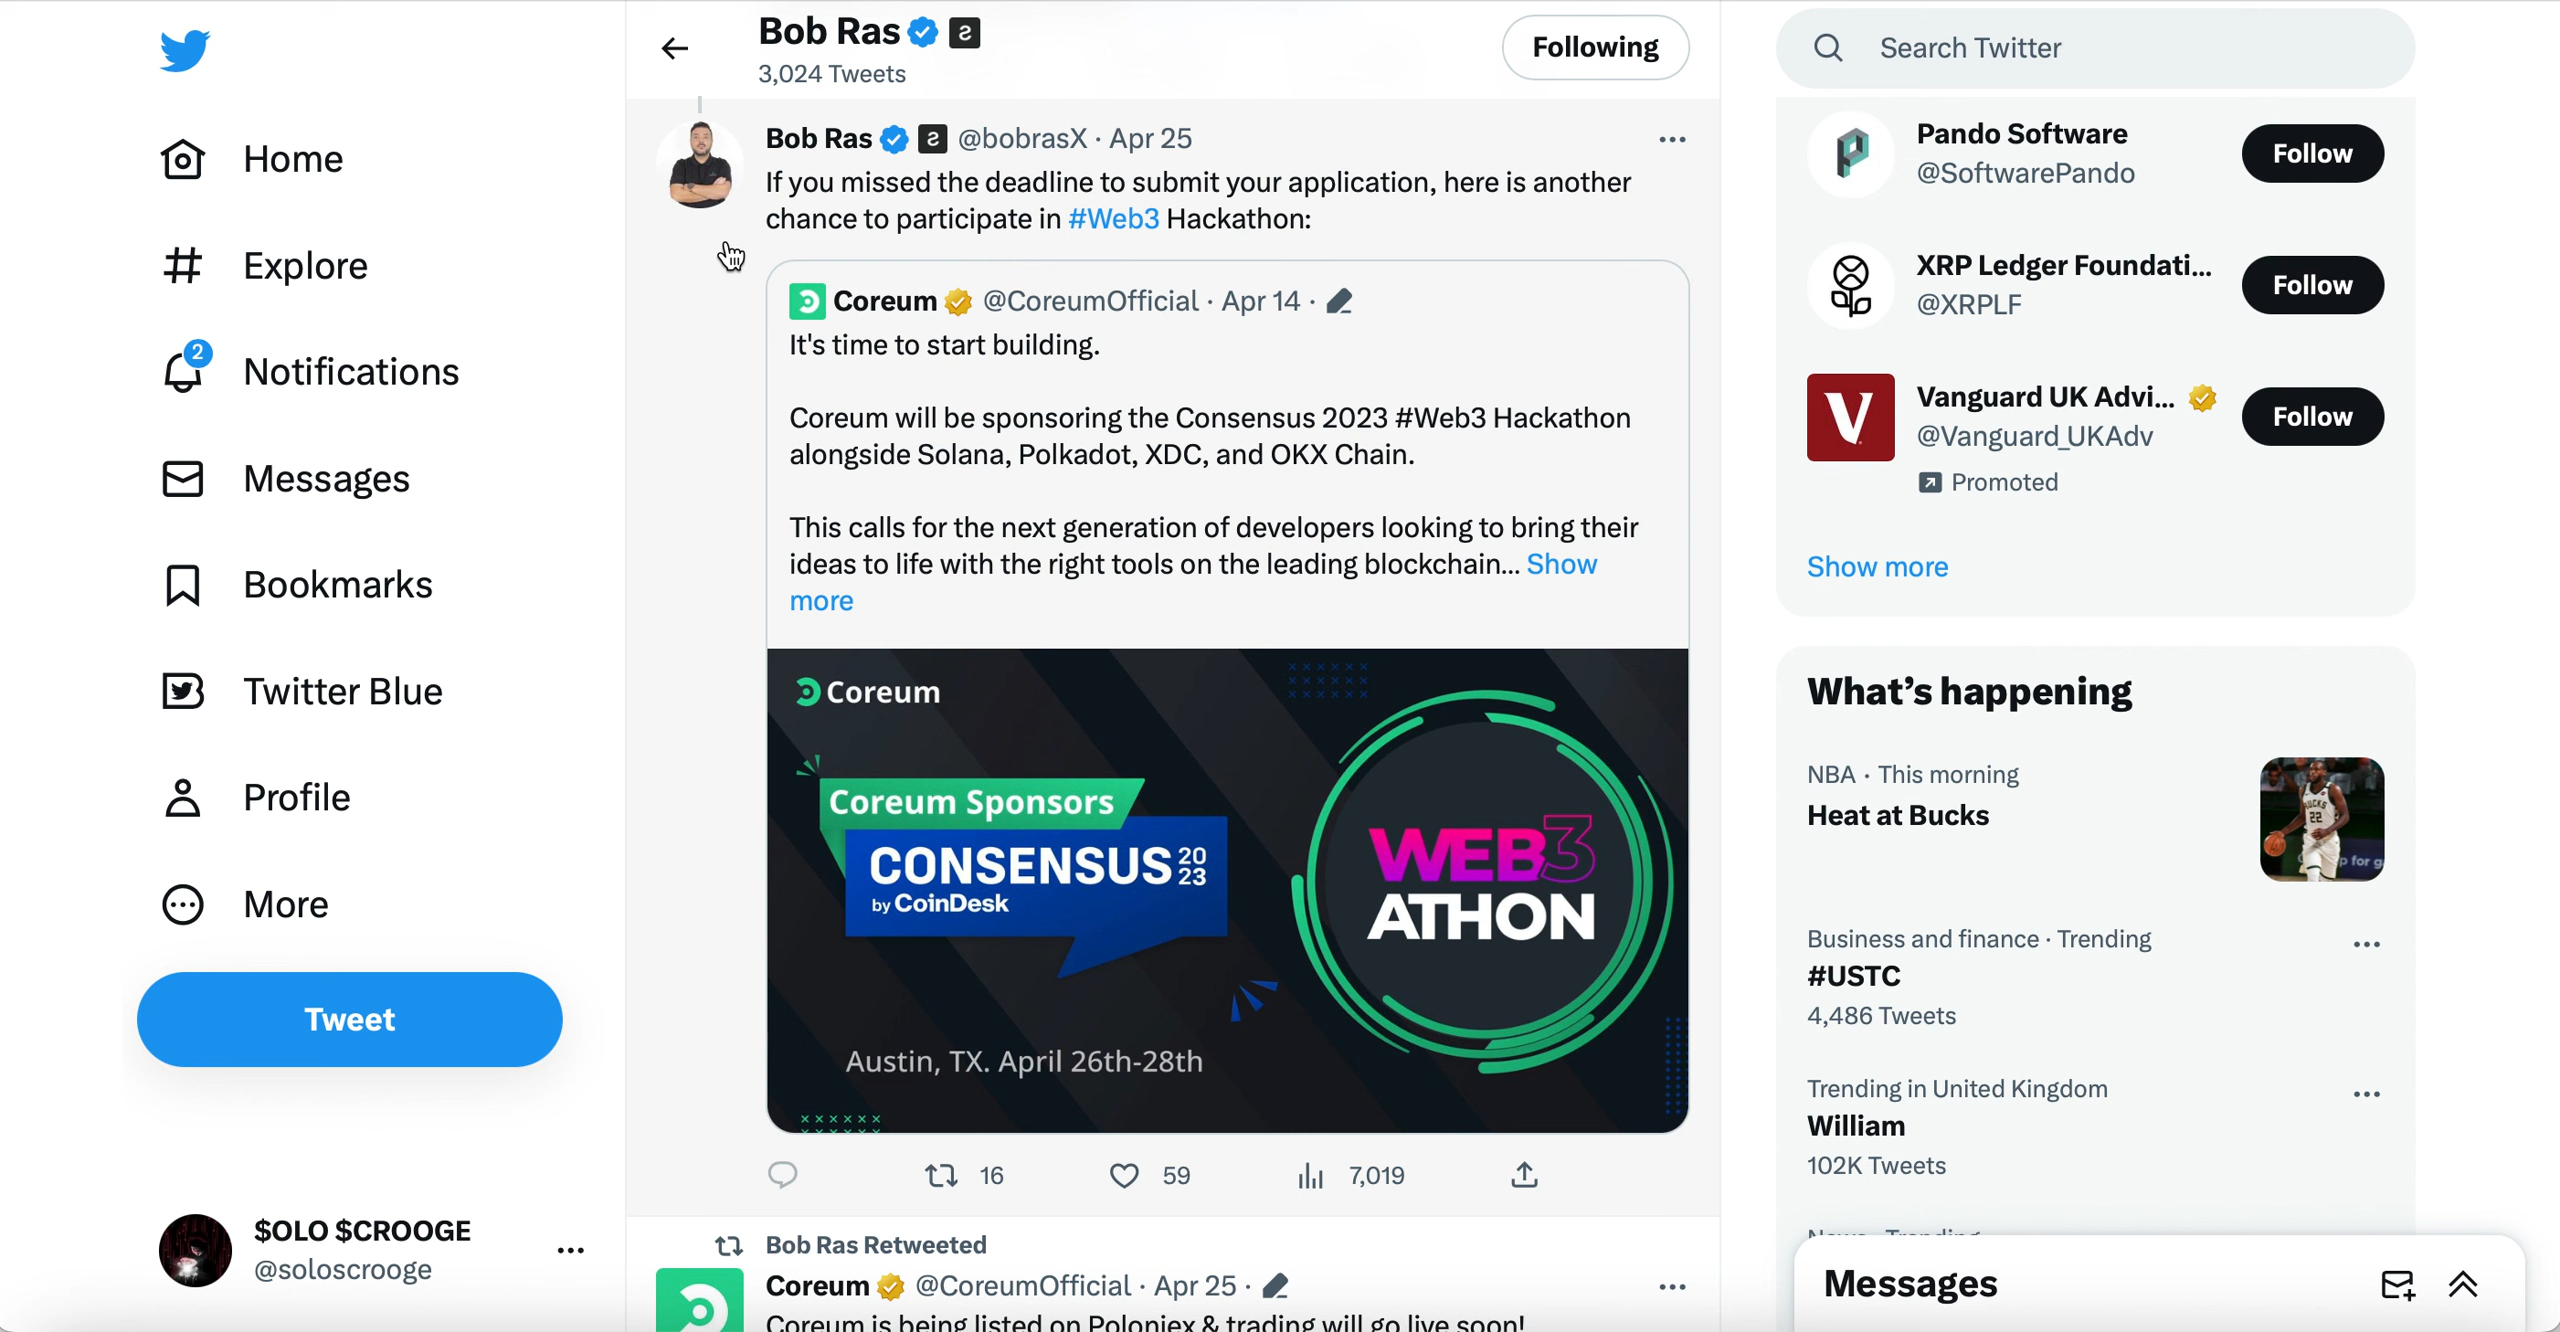 Home
Explore
2
Notifications
Messages
Bookmarks
Twitter Blue
Profile
More
Tweet
$OLO $CROOGE
@soloscrooge
Bob Ras
3,024 Tweets
Following
Bob Ras @bobrasX · Apr 25
If you missed the deadline to submit your application, here is another
chance to participate in #Web3 Hackathon:
Coreum @CoreumOfficial · Apr 14 ·
It's time to start building.
Coreum will be sponsoring the Consensus 2023 #Web3 Hackathon
alongside Solana, Polkadot, XDC, and OKX Chain.
This calls for the next generation of developers looking to bring their
ideas to life with the right tools on the leading blockchain... Show
more
Coreum
Coreum Sponsors
CONSENSUS 2023
by CoinDesk
WEB3
ATHON
Austin, TX. April 26th-28th
16 59 7,019
Bob Ras Retweeted
Coreum @CoreumOfficial · Apr 25 ·
Coreum is being listed on Poloniex & trading will go live soon!
Search Twitter
Pando Software
@SoftwarePando
Follow
XRP Ledger Foundati...
@XRPLF
Follow
Vanguard UK Advi...
@Vanguard_UKAdv
Follow
Promoted
Show more
What's happening
NBA · This morning
Heat at Bucks
BUCKS
22
p for g
Business and finance · Trending
#USTC
4,486 Tweets
Trending in United Kingdom
William
102K Tweets
News · Trending
Messages